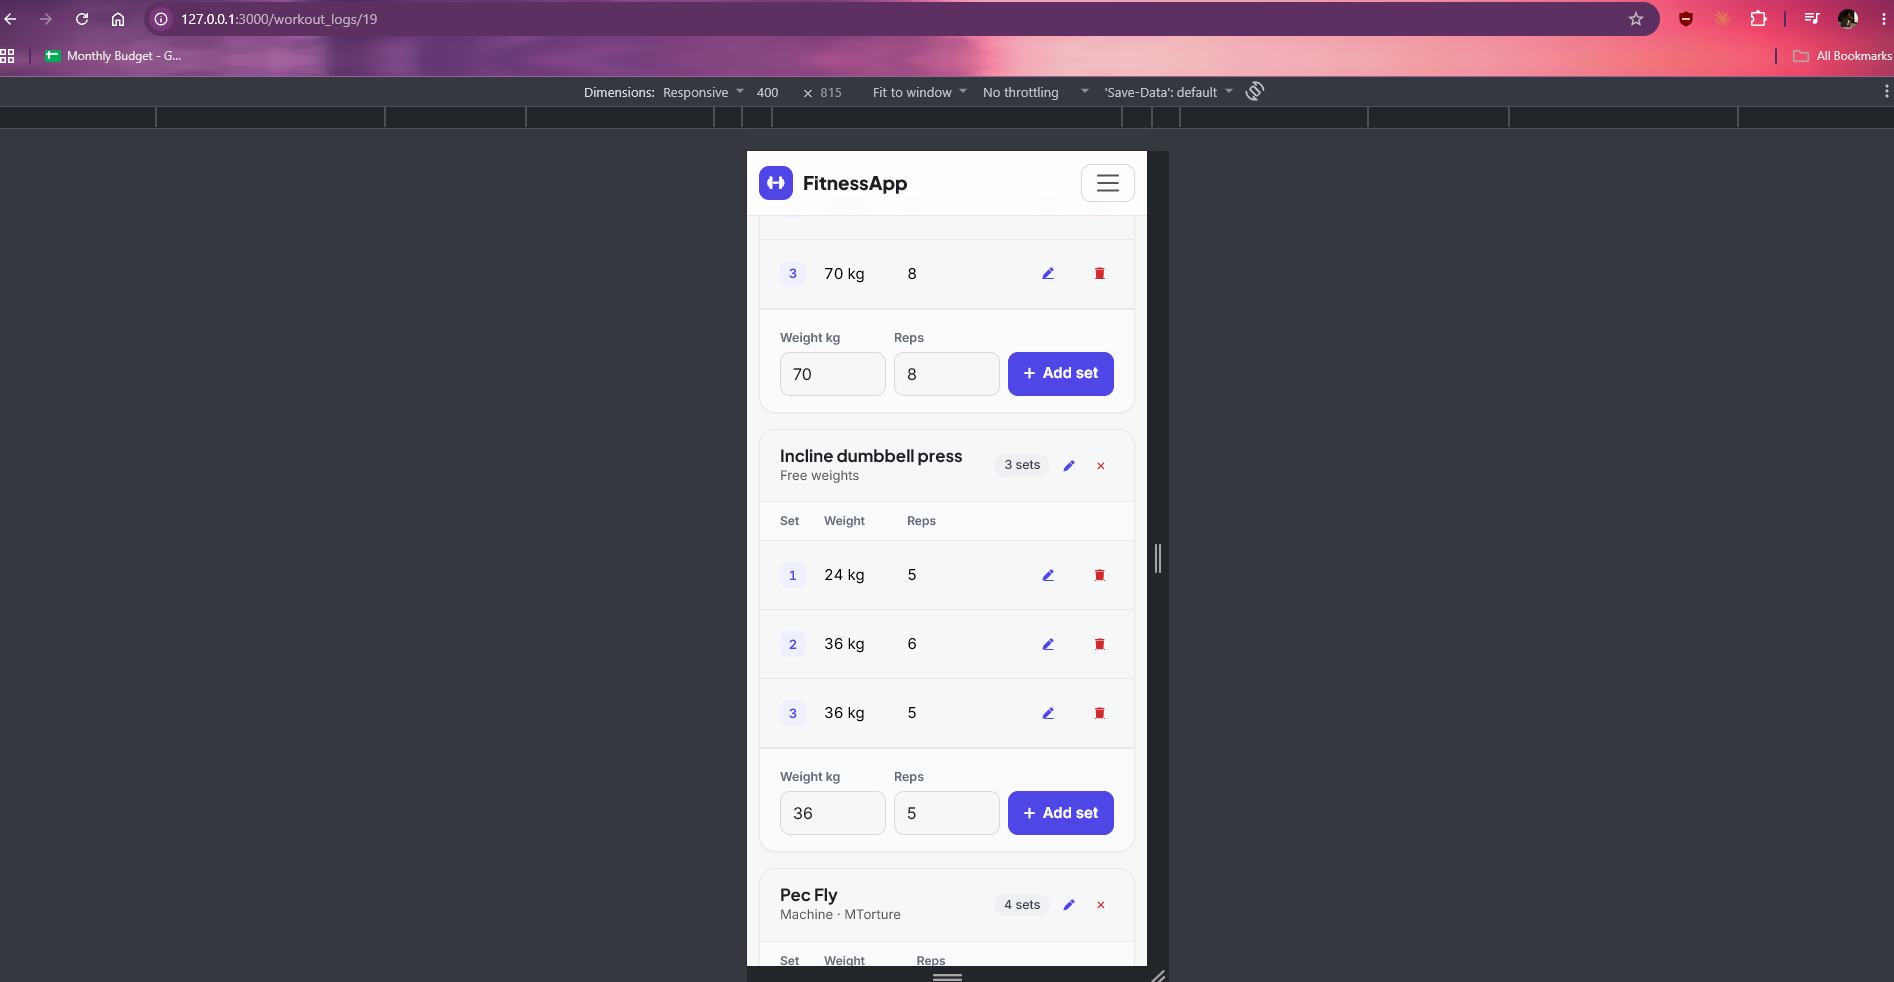 127.0.0.1:3000/workout_logs/19
Monthly Budget - G...
All Bookmarks
Dimensions: Responsive 400 × 815 Fit to window No throttling 'Save-Data': default
FitnessApp
3 70 kg 8
Weight kg Reps
70 8 + Add set
Incline dumbbell press
Free weights
3 sets
Set Weight Reps
1 24 kg 5
2 36 kg 6
3 36 kg 5
Weight kg Reps
36 5 + Add set
Pec Fly
Machine · MTorture
4 sets
Set Weight Reps